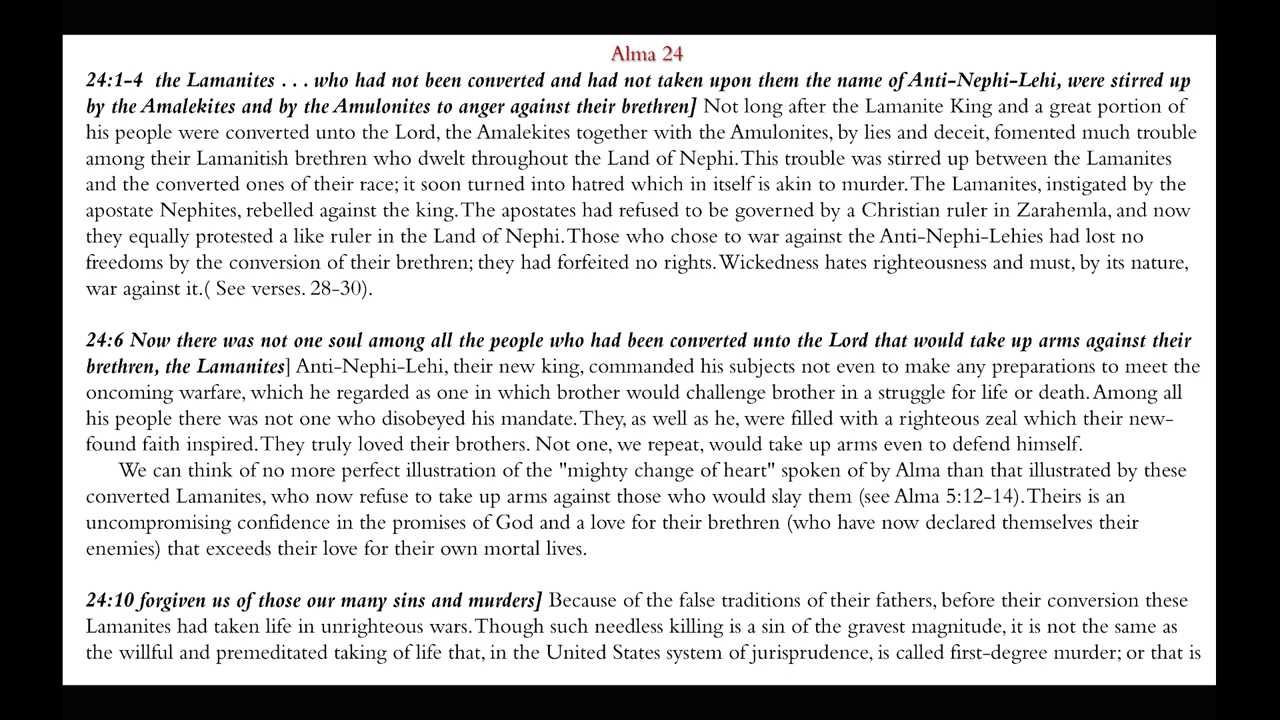 Alma 24
24:1-4 the Lamanites . . . who had not been converted and had not taken upon them the name of Anti-Nephi-Lehi, were stirred up
by the Amalekites and by the Amulonites to anger against their brethren] Not long after the Lamanite King and a great portion of
his people were converted unto the Lord, the Amalekites together with the Amulonites, by lies and deceit, fomented much trouble
among their Lamanitish brethren who dwelt throughout the Land of Nephi. This trouble was stirred up between the Lamanites
and the converted ones of their race; it soon turned into hatred which in itself is akin to murder. The Lamanites, instigated by the
apostate Nephites, rebelled against the king. The apostates had refused to be governed by a Christian ruler in Zarahemla, and now
they equally protested a like ruler in the Land of Nephi. Those who chose to war against the Anti-Nephi-Lehies had lost no
freedoms by the conversion of their brethren; they had forfeited no rights. Wickedness hates righteousness and must, by its nature,
war against it.( See verses. 28-30).
24:6 Now there was not one soul among all the people who had been converted unto the Lord that would take up arms against their
brethren, the Lamanites] Anti-Nephi-Lehi, their new king, commanded his subjects not even to make any preparations to meet the
oncoming warfare, which he regarded as one in which brother would challenge brother in a struggle for life or death. Among all
his people there was not one who disobeyed his mandate. They, as well as he, were filled with a righteous zeal which their new-
found faith inspired. They truly loved their brothers. Not one, we repeat, would take up arms even to defend himself.
We can think of no more perfect illustration of the "mighty change of heart" spoken of by Alma than that illustrated by these
converted Lamanites, who now refuse to take up arms against those who would slay them (see Alma 5:12-14). Theirs is an
uncompromising confidence in the promises of God and a love for their brethren (who have now declared themselves their
enemies) that exceeds their love for their own mortal lives.
24:10 forgiven us of those our many sins and murders] Because of the false traditions of their fathers, before their conversion these
Lamanites had taken life in unrighteous wars. Though such needless killing is a sin of the gravest magnitude, it is not the same as
the willful and premeditated taking of life that, in the United States system of jurisprudence, is called first-degree murder; or that is